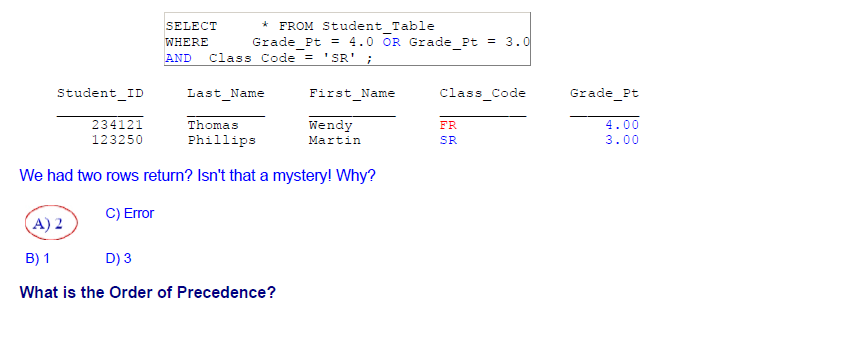 SELECT * FROM Student_Table
WHERE Grade_Pt = 4.0 OR Grade_Pt = 3.0
AND Class_Code = 'SR' ;
Student_ID Last_Name First_Name Class_Code Grade_Pt
234121 Thomas Wendy FR 4.00
123250 Phillips Martin SR 3.00
We had two rows return? Isn't that a mystery! Why?
A) 2 C) Error
B) 1 D) 3
What is the Order of Precedence?